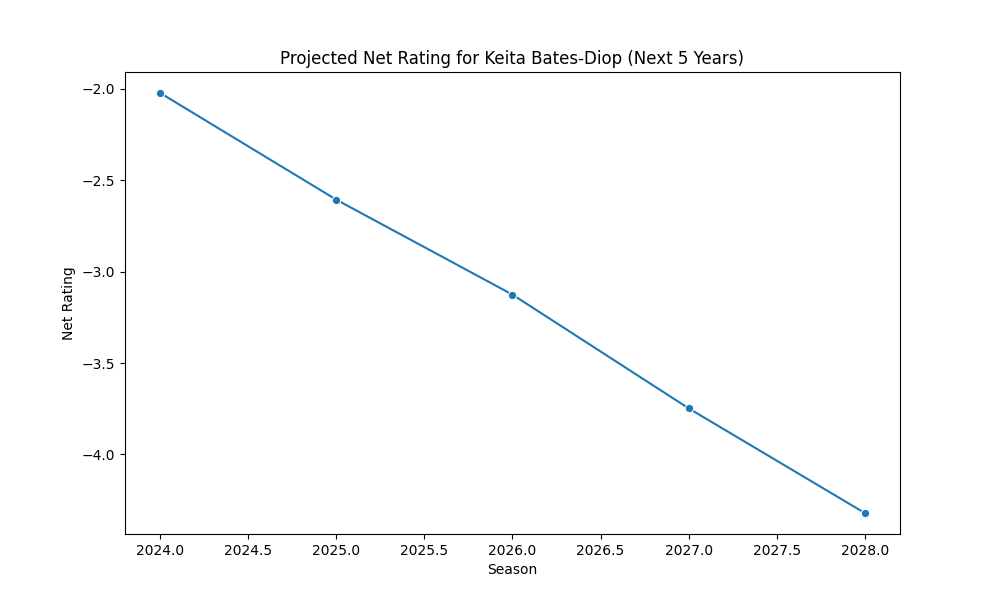 Projected Net Rating for Keita Bates-Diop (Next 5 Years)
Net Rating
−2.0
−2.5
−3.0
−3.5
−4.0
2024.0 2024.5 2025.0 2025.5 2026.0 2026.5 2027.0 2027.5 2028.0
Season